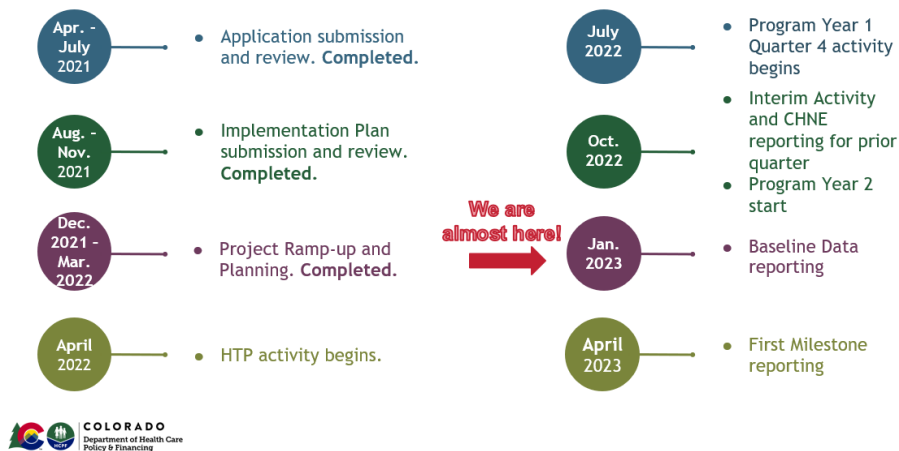 Apr. –
July
2021
● Application submission
and review. Completed.
Aug. –
Nov.
2021
● Implementation Plan
submission and review.
Completed.
Dec.
2021 –
Mar.
2022
● Project Ramp-up and
Planning. Completed.
April
2022
● HTP activity begins.
We are
almost here!
July
2022
● Program Year 1
Quarter 4 activity
begins
Oct.
2022
● Interim Activity
and CHNE
reporting for prior
quarter
● Program Year 2
start
Jan.
2023
● Baseline Data
reporting
April
2023
● First Milestone
reporting
HCPF
COLORADO
Department of Health Care
Policy & Financing